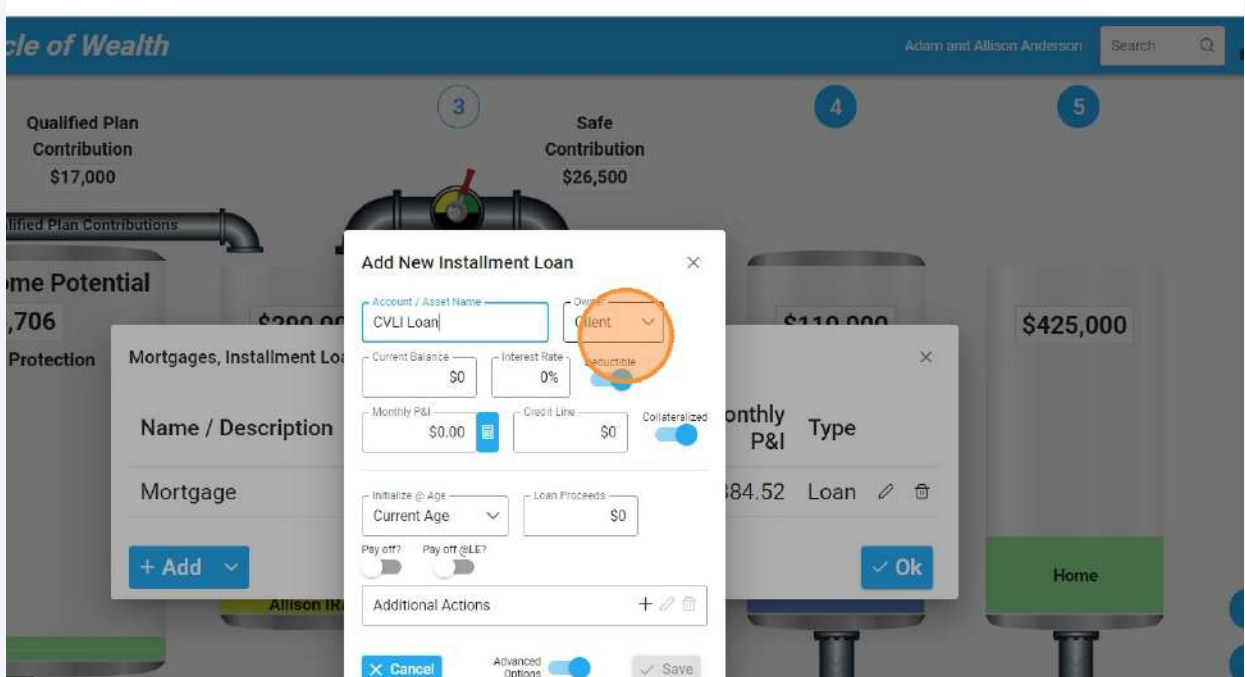 cle of Wealth
Adam and Allison Anderson
Search
3
4
5
Qualified Plan
Contribution
$17,000
Safe
Contribution
$26,500
lified Plan Contributions
me Potential
,706
Protection
$425,000
Home
Mortgages, Installment Loa
Name / Description
onthly
P&I
Type
Mortgage
384.52
Loan
+ Add
Ok
Allison IR
Add New Installment Loan
Account / Asset Name
CVLI Loan
Owner
Client
Current Balance
$0
Interest Rate
0%
Deductible
Monthly P&I
$0.00
Credit Line
$0
Collateralized
Initialize @ Age
Current Age
Loan Proceeds
$0
Pay off?
Pay off @LE?
Additional Actions
Cancel
Advanced
Options
Save